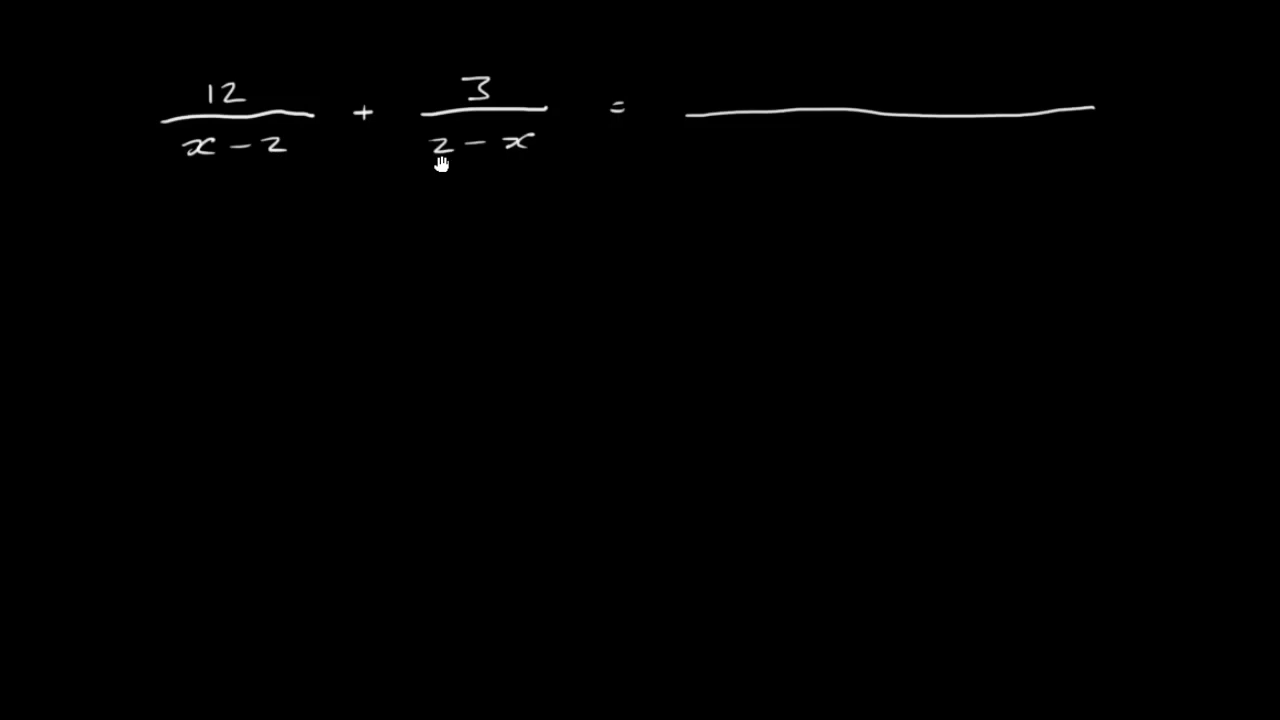 12/(x - 2) + 3/(2 - x) =